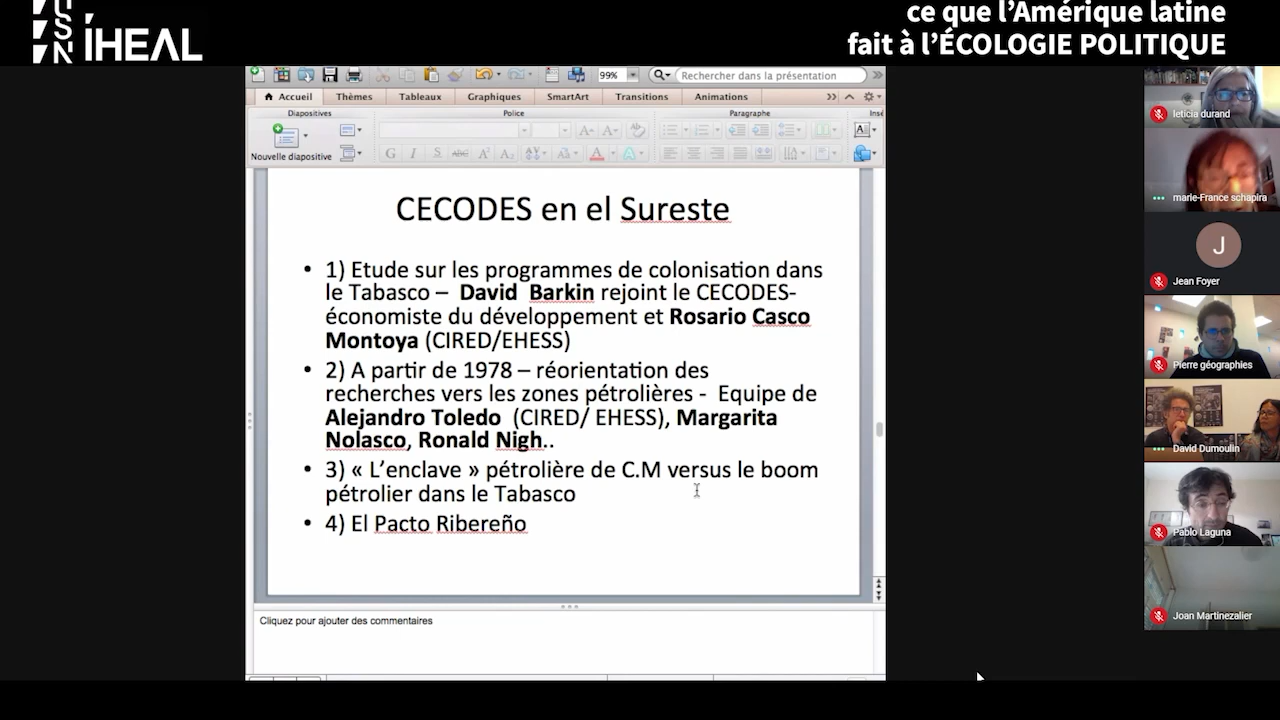 USN
iHEAL
ce que l’Amérique latine
fait à l’ÉCOLOGIE POLITIQUE
99%
Rechercher dans la présentation
Accueil
Thèmes
Tableaux
Graphiques
SmartArt
Transitions
Animations
Diapositives
Police
Paragraphe
Insé
Nouvelle diapositive
CECODES en el Sureste
• 1) Etude sur les programmes de colonisation dans
le Tabasco – David Barkin rejoint le CECODES-
économiste du développement et Rosario Casco
Montoya (CIRED/EHESS)
• 2) A partir de 1978 – réorientation des
recherches vers les zones pétrolières - Equipe de
Alejandro Toledo (CIRED/ EHESS), Margarita
Nolasco, Ronald Nigh..
• 3) « L’enclave » pétrolière de C.M versus le boom
pétrolier dans le Tabasco
• 4) El Pacto Ribereño
Cliquez pour ajouter des commentaires
leticia durand
marie-France schapira
J
Jean Foyer
Pierre géographies
David Dumoulin
Pablo Laguna
Joan Martinezalier